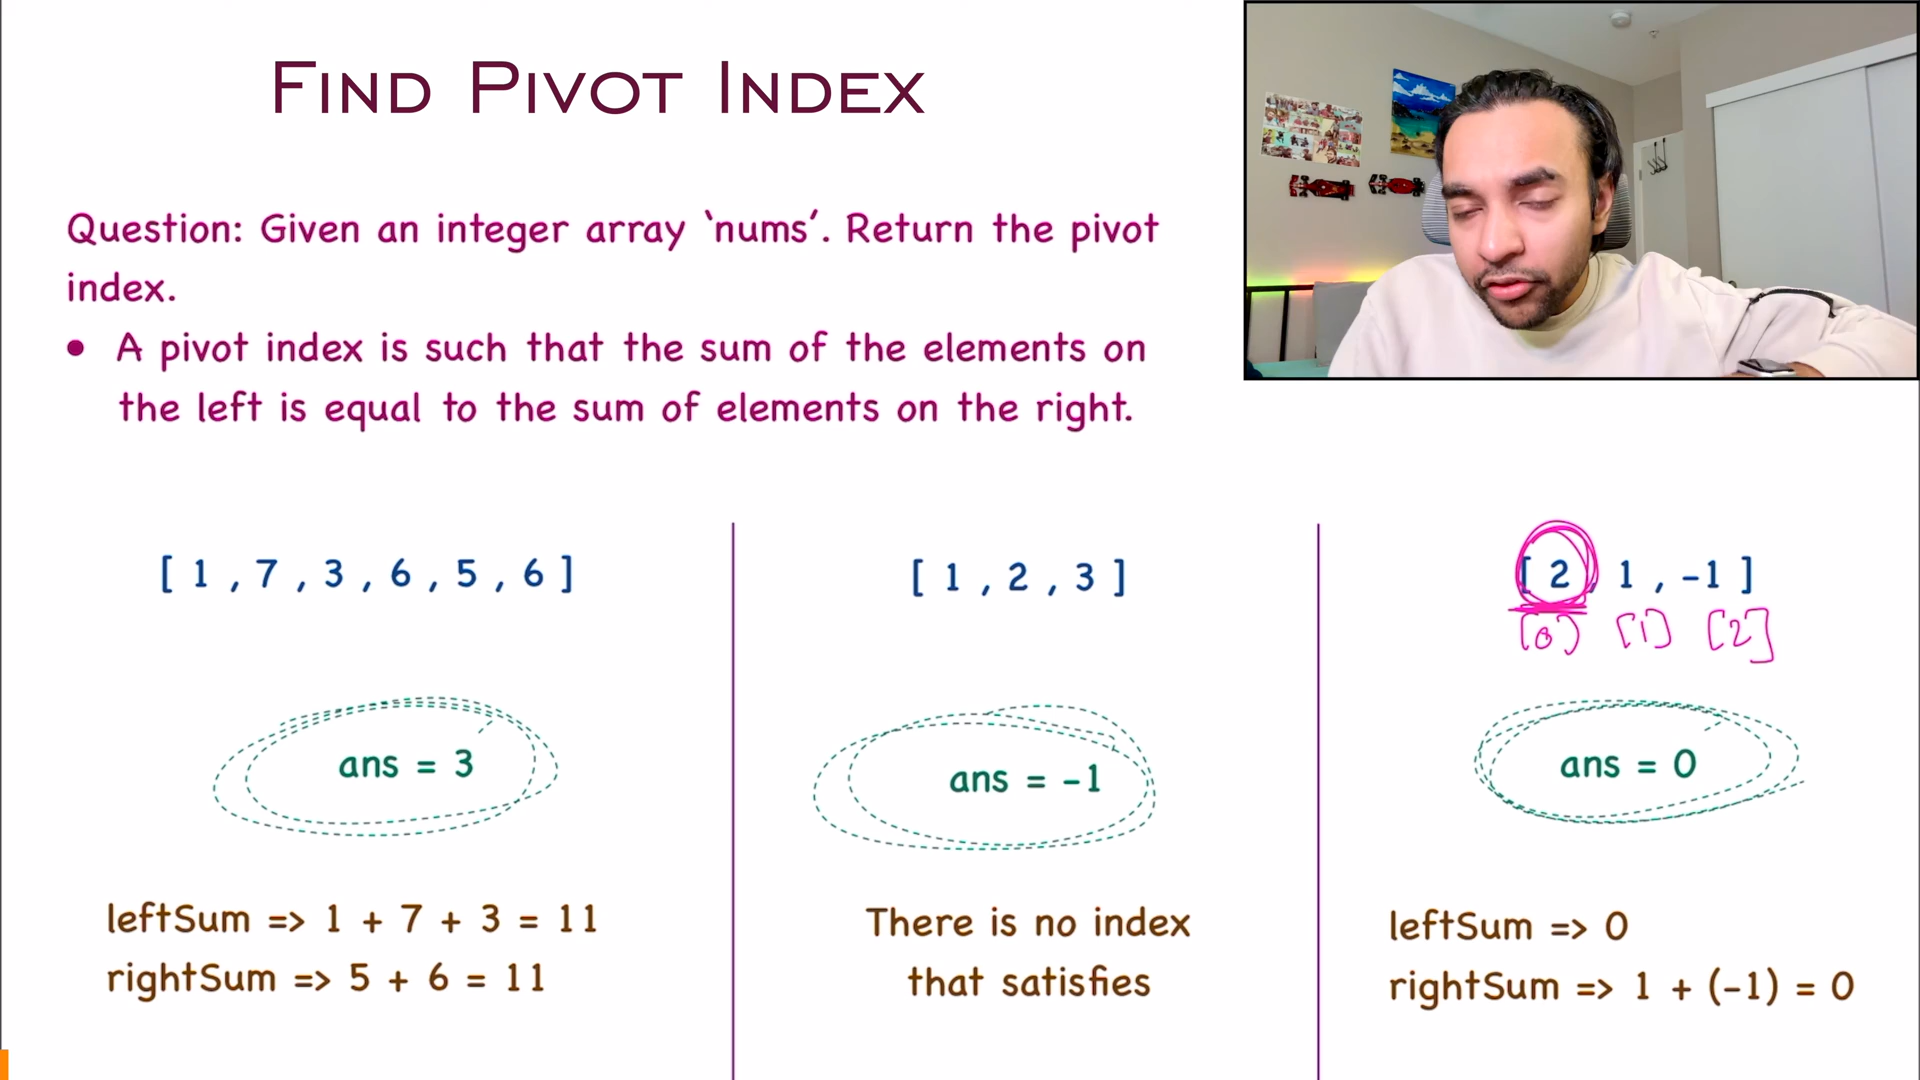 FIND PIVOT INDEX
Question: Given an integer array ‘nums’. Return the pivot
index.
• A pivot index is such that the sum of the elements on
the left is equal to the sum of elements on the right.
[ 1 , 7 , 3 , 6 , 5 , 6 ]
ans = 3
leftSum => 1 + 7 + 3 = 11
rightSum => 5 + 6 = 11
[ 1 , 2 , 3 ]
ans = -1
There is no index
that satisfies
[ 2 , 1 , -1 ]
[0] [1] [2]
ans = 0
leftSum => 0
rightSum => 1 + (-1) = 0